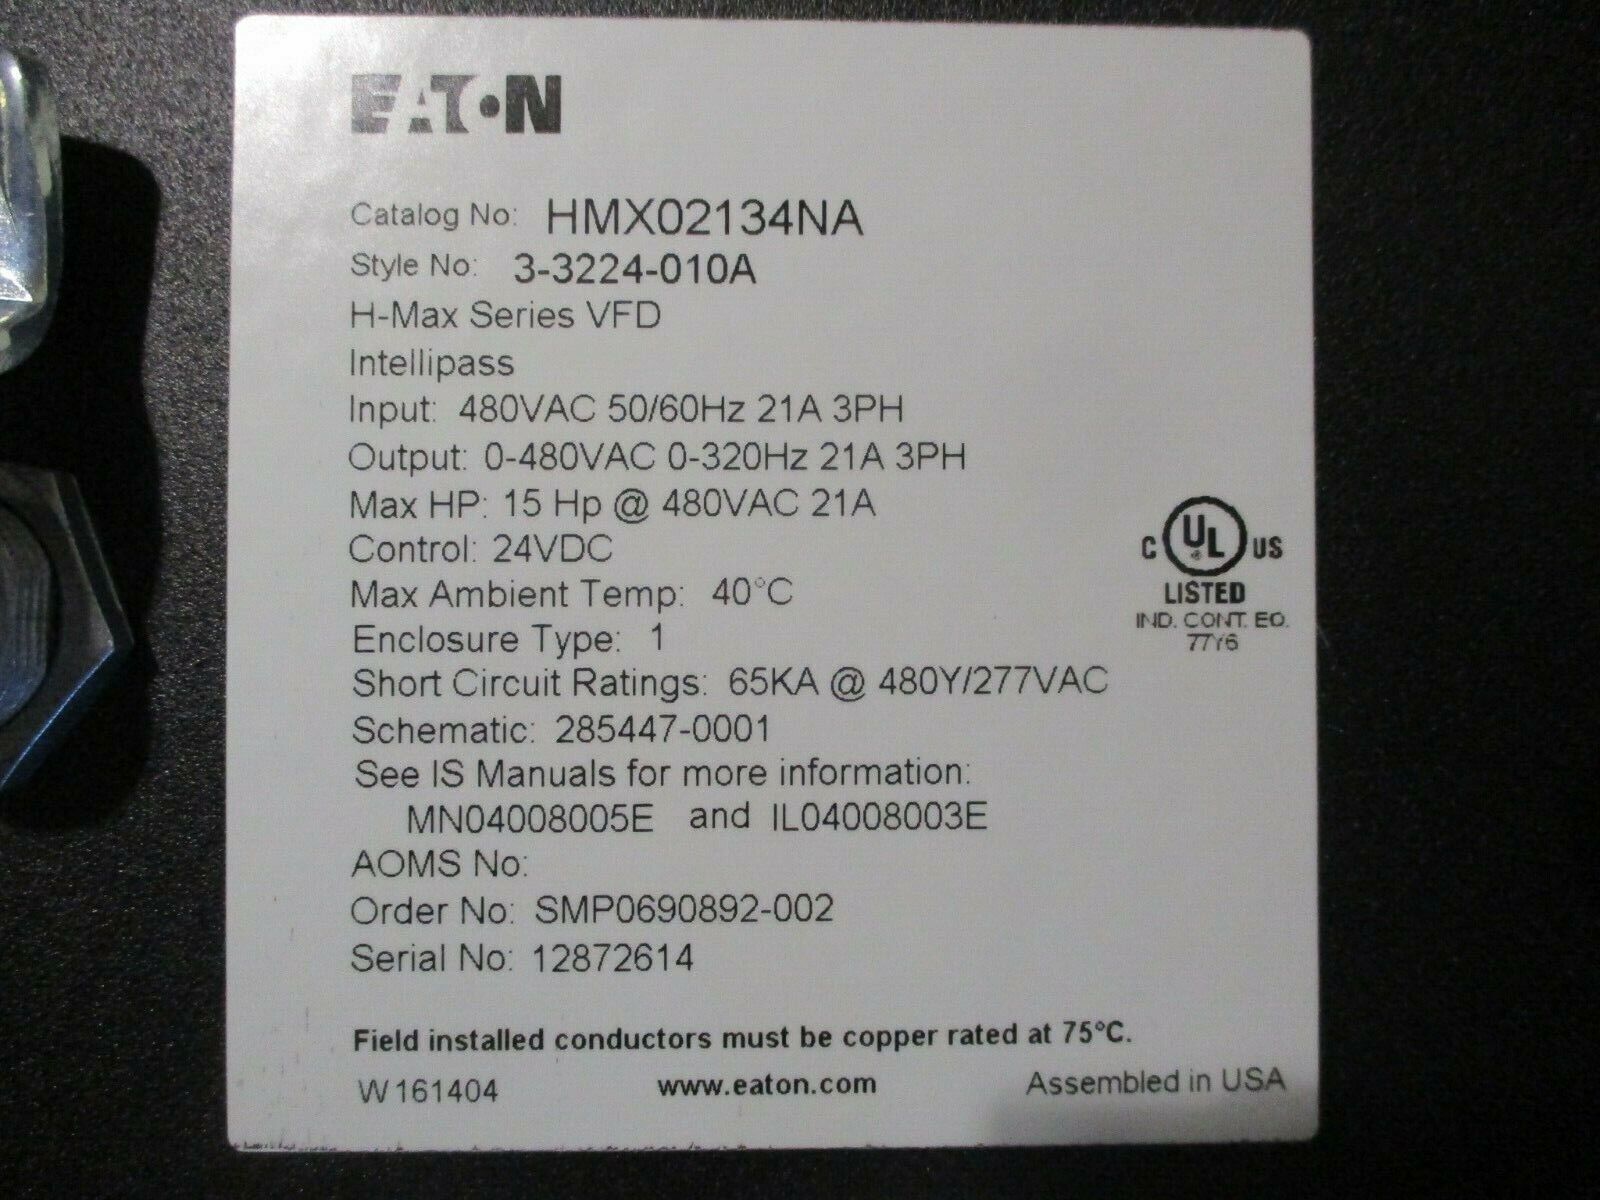 EATON
Catalog No: HMX02134NA
Style No: 3-3224-010A
H-Max Series VFD
Intellipass
Input: 480VAC 50/60Hz 21A 3PH
Output: 0-480VAC 0-320Hz 21A 3PH
Max HP: 15 Hp @ 480VAC 21A
Control: 24VDC
Max Ambient Temp: 40°C
Enclosure Type: 1
Short Circuit Ratings: 65KA @ 480Y/277VAC
Schematic: 285447-0001
See IS Manuals for more information:
MN04008005E and IL04008003E
AOMS No:
Order No: SMP0690892-002
Serial No: 12872614
C UL US
®
LISTED
IND. CONT. EQ.
77Y6
Field installed conductors must be copper rated at 75°C.
W161404 www.eaton.com Assembled in USA